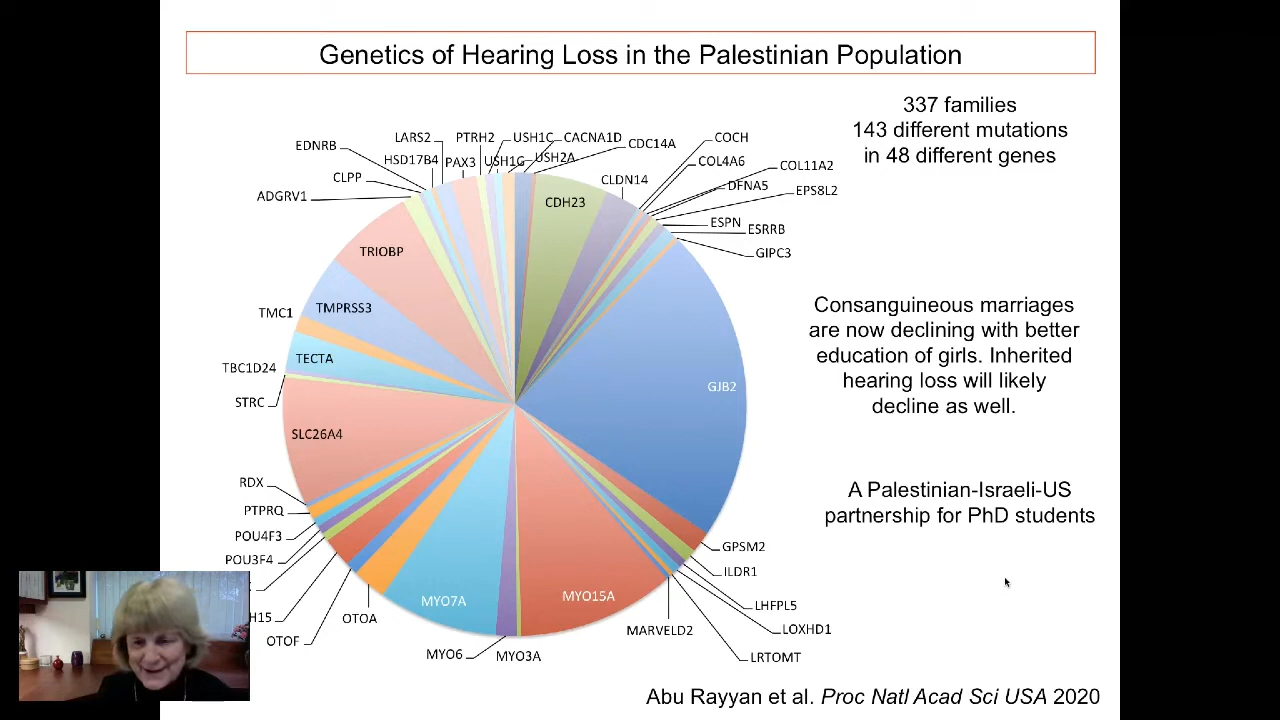 Genetics of Hearing Loss in the Palestinian Population
337 families
143 different mutations
in 48 different genes
Consanguineous marriages
are now declining with better
education of girls. Inherited
hearing loss will likely
decline as well.
A Palestinian-Israeli-US
partnership for PhD students
USH1C
CACNA1D
CDC14A
CDH23
CLDN14
COCH
COL4A6
COL11A2
DFNA5
EPS8L2
ESPN
ESRRB
GIPC3
GJB2
GPSM2
ILDR1
LHFPL5
LOXHD1
LRTOMT
MARVELD2
MYO15A
MYO3A
MYO6
MYO7A
OTOA
OTOF
H15
POU3F4
POU4F3
PTPRQ
RDX
SLC26A4
STRC
TBC1D24
TECTA
TMC1
TMPRSS3
TRIOBP
ADGRV1
CLPP
EDNRB
HSD17B4
LARS2
PAX3
PTRH2
USH1G
USH2A
Abu Rayyan et al. Proc Natl Acad Sci USA 2020